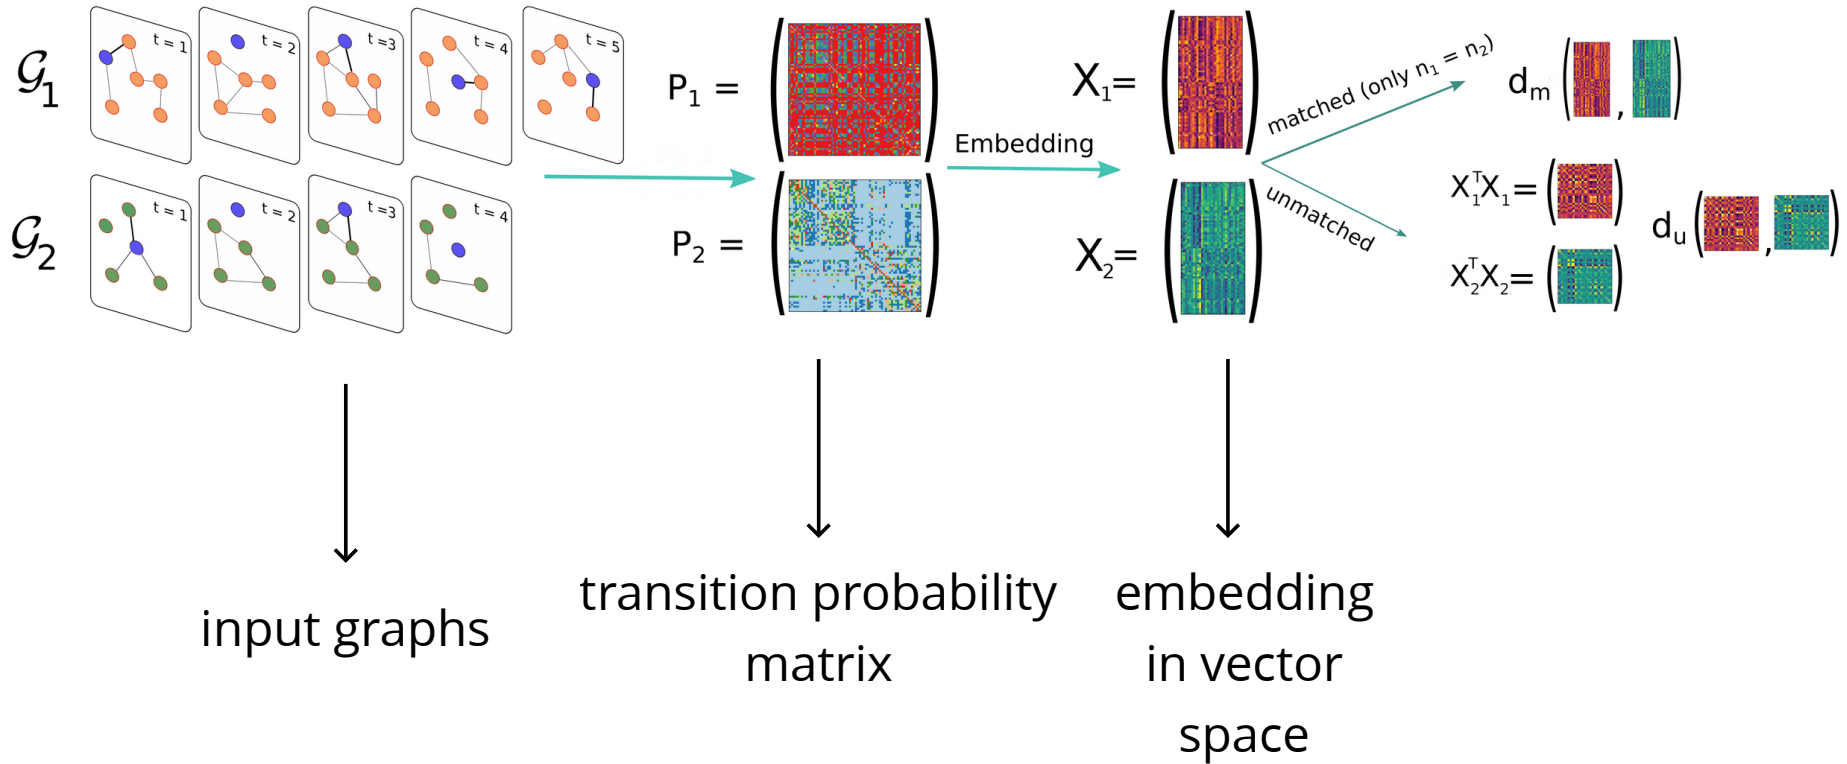 𝒢1
t = 1
t = 2
t =3
t = 4
t = 5
𝒢2
t = 1
t = 2
t =3
t = 4
P1 =
P2 =
Embedding
X1=
X2=
matched (only n1 = n2)
unmatched
dm ( , )
X1TX1=
X2TX2=
du ( , )
input graphs
transition probability
matrix
embedding
in vector
space